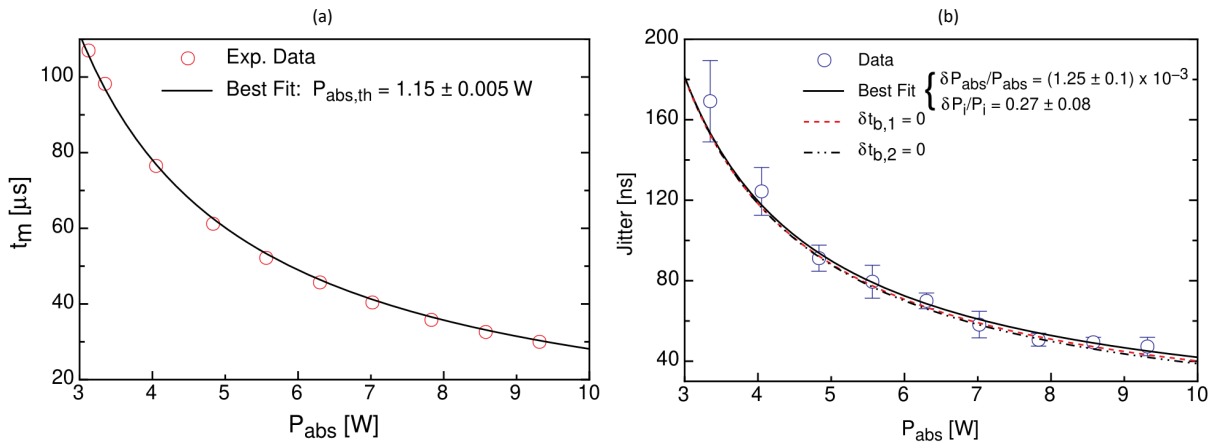 (a)
110
100
80
60
40
20
3 4 5 6 7 8 9 10
t_m [μs]
P_abs [W]
Exp. Data
Best Fit: P_abs,th = 1.15 ± 0.005 W
(b)
200
160
120
80
40
3 4 5 6 7 8 9 10
Jitter [ns]
P_abs [W]
Data
Best Fit { δP_abs/P_abs = (1.25 ± 0.1) x 10⁻³
δP_i/P_i = 0.27 ± 0.08
δt_b,1 = 0
δt_b,2 = 0